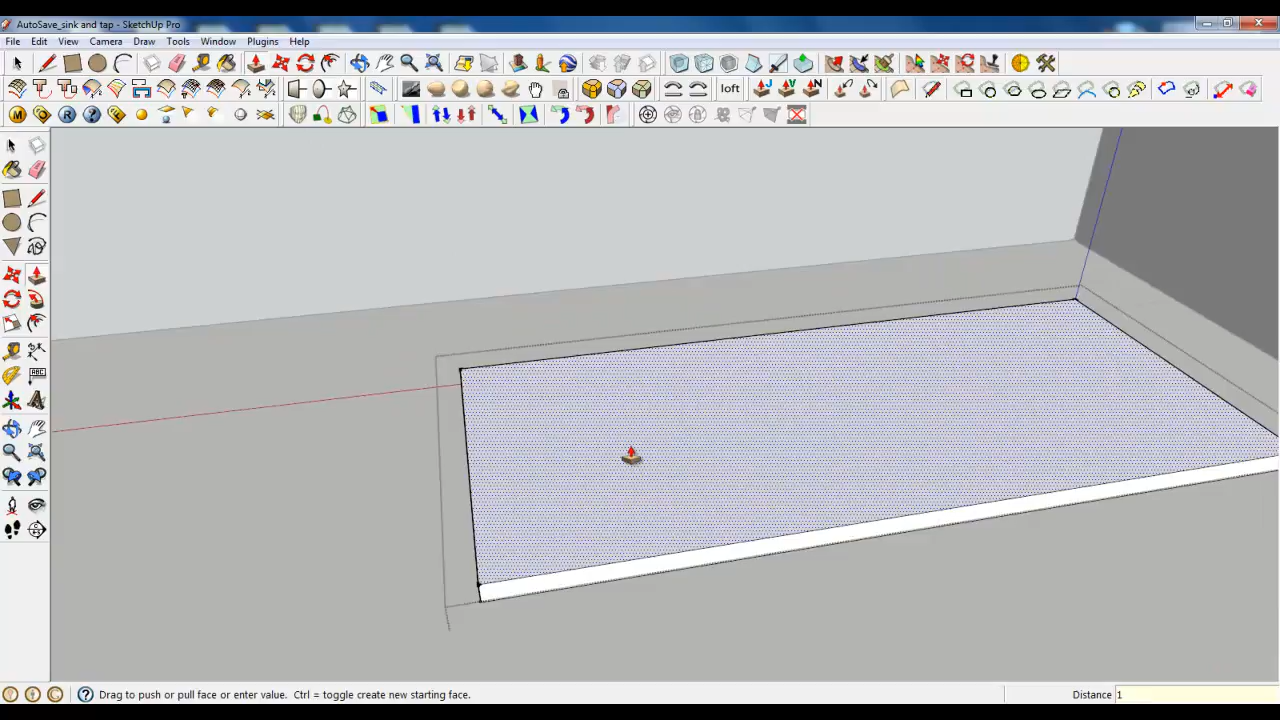 AutoSave_sink and tap - SketchUp Pro
File Edit View Camera Draw Tools Window Plugins Help
loft
M O R ? E
ABC
Drag to push or pull face or enter value. Ctrl = toggle create new starting face. Distance 1